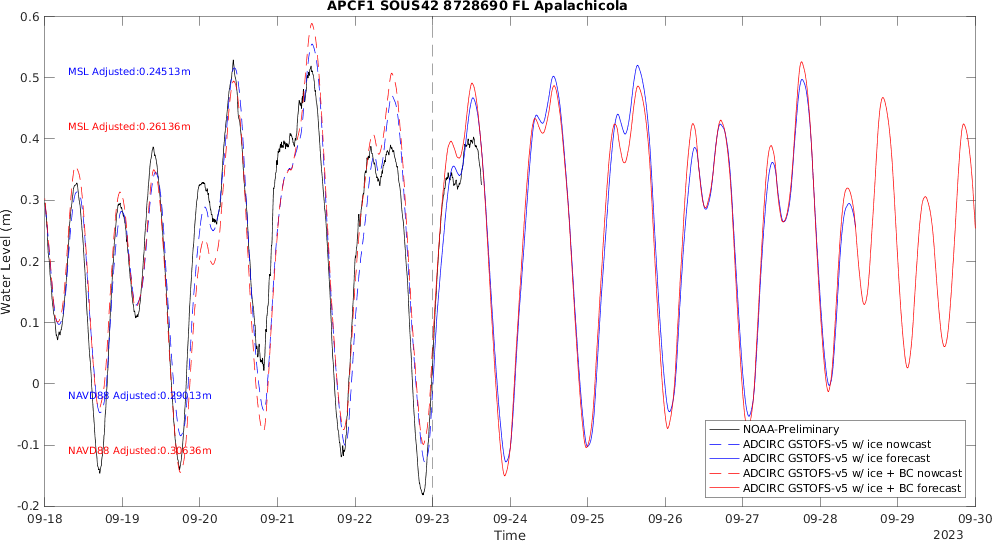 APCF1 SOUS42 8728690 FL Apalachicola
0.6
0.5
0.4
0.3
0.2
0.1
0
-0.1
-0.2
Water Level (m)
MSL Adjusted:0.24513m
MSL Adjusted:0.26136m
NAVD88 Adjusted:0.29013m
NAVD88 Adjusted:0.30636m
NOAA-Preliminary
ADCIRC GSTOFS-v5 w/ ice nowcast
ADCIRC GSTOFS-v5 w/ ice forecast
ADCIRC GSTOFS-v5 w/ ice + BC nowcast
ADCIRC GSTOFS-v5 w/ ice + BC forecast
09-18 09-19 09-20 09-21 09-22 09-23 09-24 09-25 09-26 09-27 09-28 09-29 09-30
Time
2023